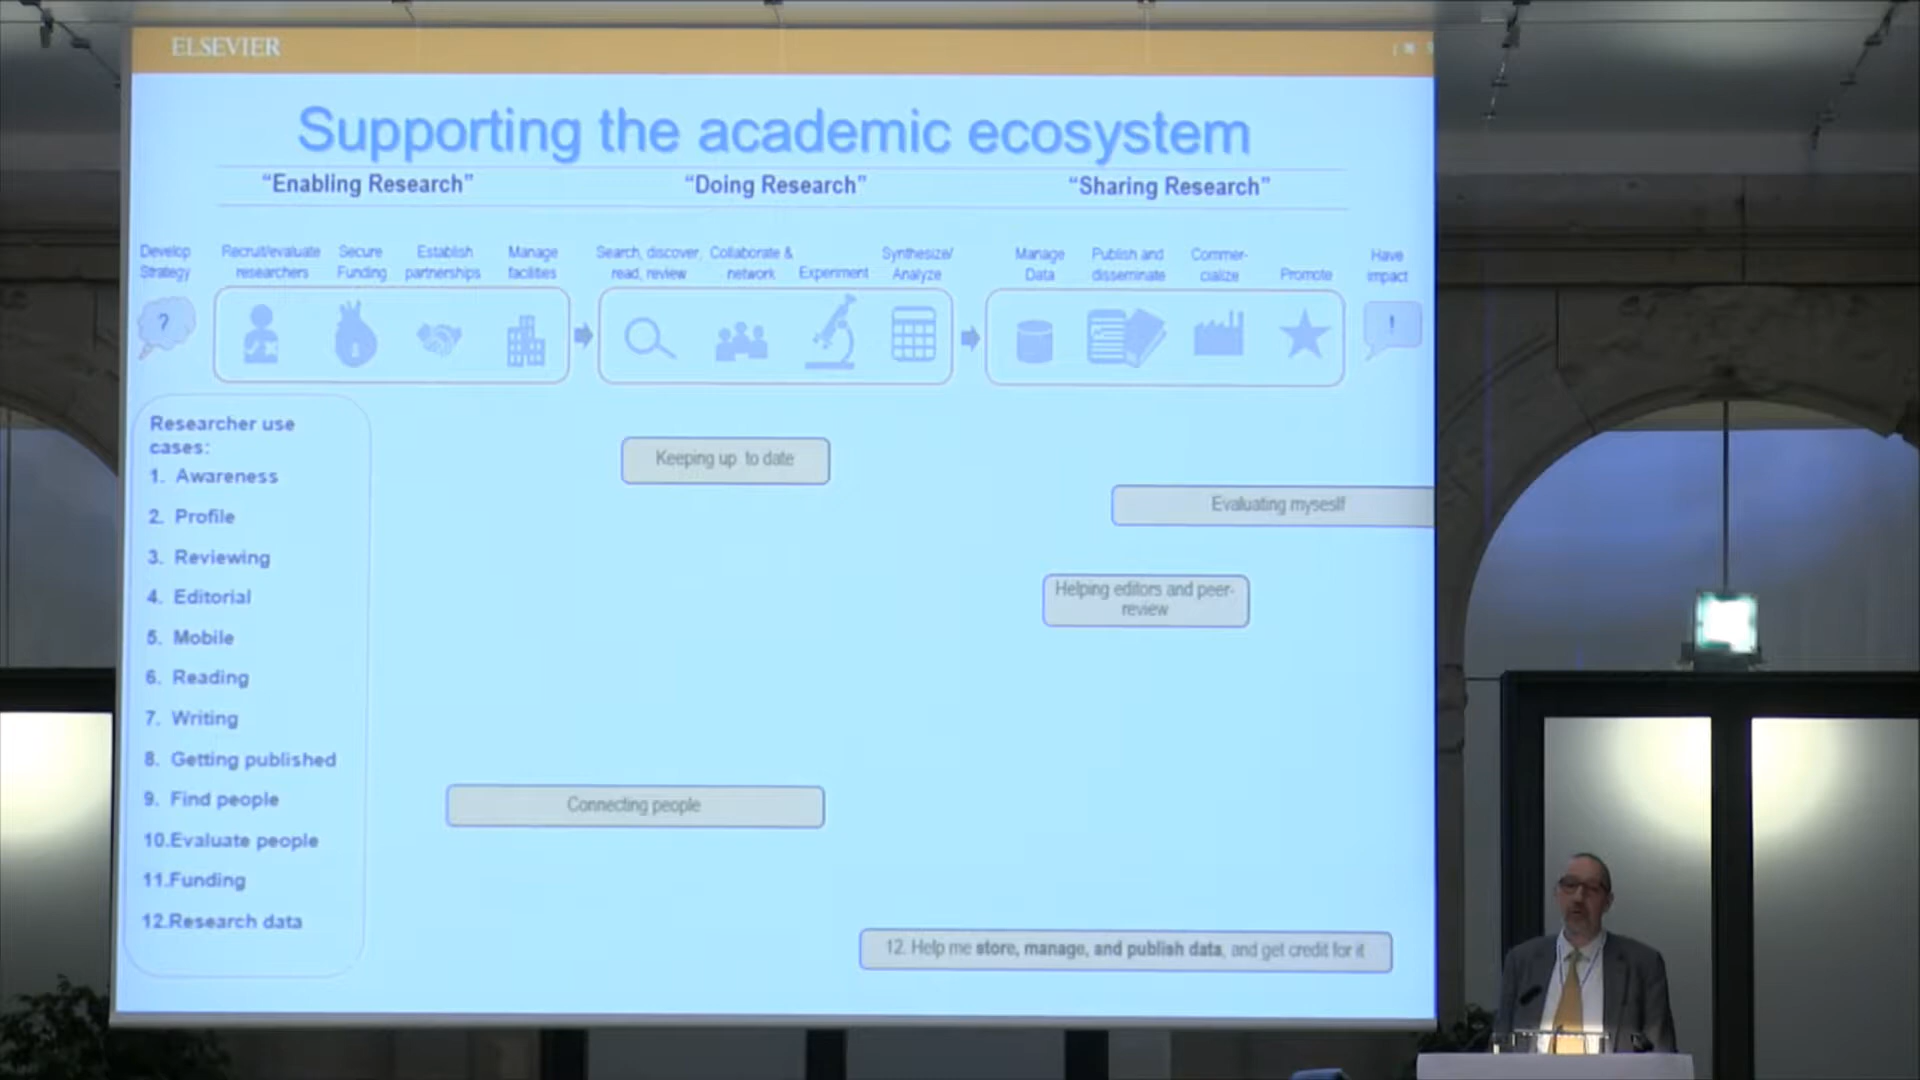 ELSEVIER
Supporting the academic ecosystem
“Enabling Research”
“Doing Research”
“Sharing Research”
Develop
Strategy
Recruit/evaluate
researchers
Secure
Funding
Establish
partnerships
Manage
facilities
Search, discover,
read, review
Collaborate &
network
Experiment
Synthesize/
Analyze
Manage
Data
Publish and
disseminate
Commer-
cialize
Promote
Have
impact
?
!
Researcher use
cases:
1. Awareness
2. Profile
3. Reviewing
4. Editorial
5. Mobile
6. Reading
7. Writing
8. Getting published
9. Find people
10.Evaluate people
11.Funding
12.Research data
Keeping up to date
Evaluating myseslf
Helping editors and peer-
review
Connecting people
12. Help me store, manage, and publish data, and get credit for it